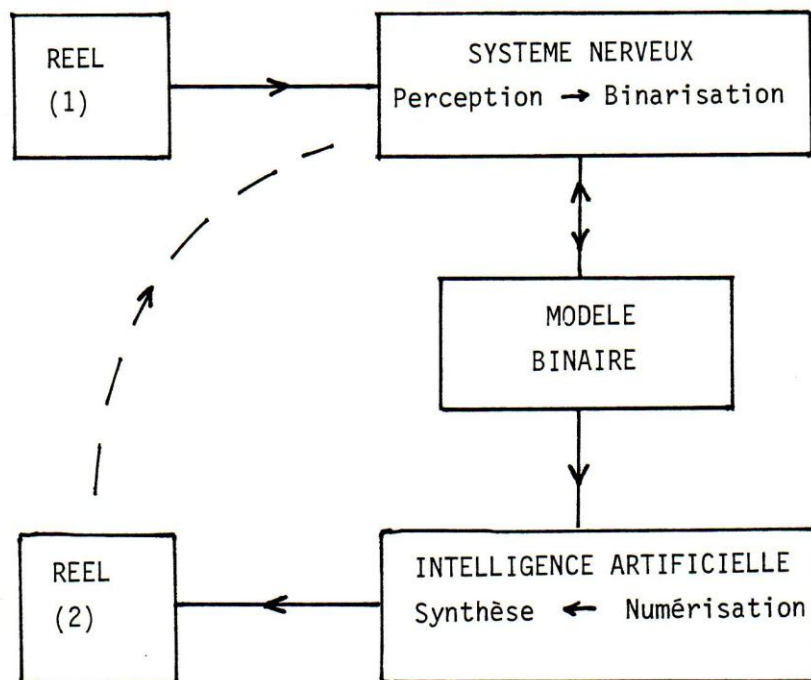 REEL
(1)
SYSTEME NERVEUX
Perception → Binarisation
MODELE
BINAIRE
REEL
(2)
INTELLIGENCE ARTIFICIELLE
Synthèse ← Numérisation